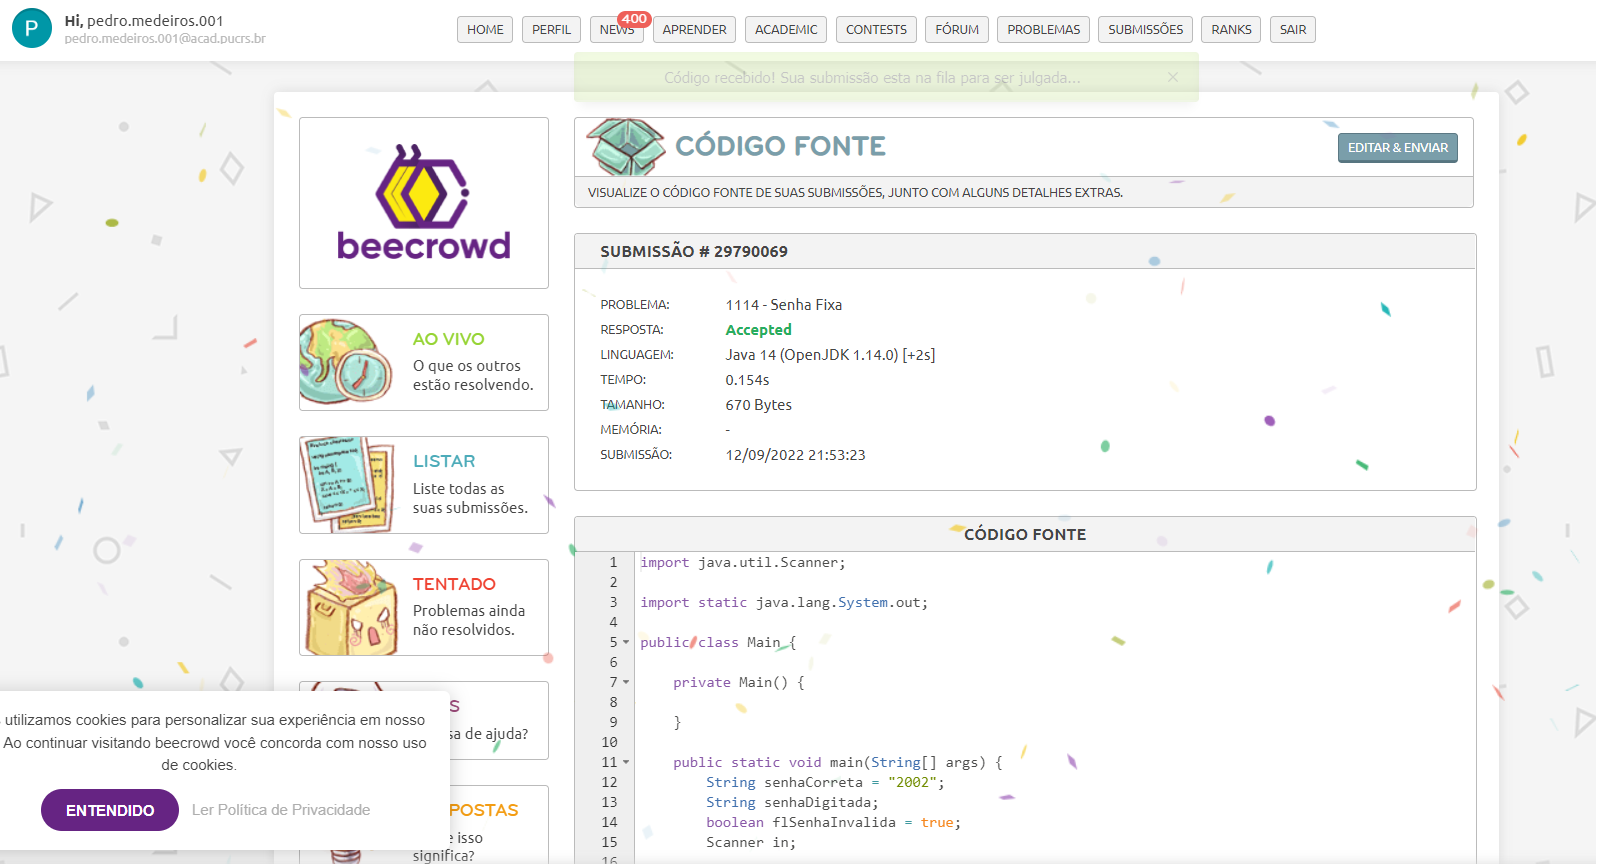 P
Hi, pedro.medeiros.001
pedro.medeiros.001@acad.pucrs.br
HOME
PERFIL
NEWS
400
APRENDER
ACADEMIC
CONTESTS
FÓRUM
PROBLEMAS
SUBMISSÕES
RANKS
SAIR
Código recebido! Sua submissão esta na fila para ser julgada...
×
beecrowd
AO VIVO
O que os outros
estão resolvendo.
LISTAR
Liste todas as
suas submissões.
TENTADO
Problemas ainda
não resolvidos.
S
sa de ajuda?
POSTAS
e isso
significa?
CÓDIGO FONTE
EDITAR & ENVIAR
VISUALIZE O CÓDIGO FONTE DE SUAS SUBMISSÕES, JUNTO COM ALGUNS DETALHES EXTRAS.
SUBMISSÃO # 29790069
PROBLEMA: 1114 - Senha Fixa
RESPOSTA: Accepted
LINGUAGEM: Java 14 (OpenJDK 1.14.0) [+2s]
TEMPO: 0.154s
TAMANHO: 670 Bytes
MEMÓRIA: -
SUBMISSÃO: 12/09/2022 21:53:23
CÓDIGO FONTE
1 import java.util.Scanner;
2
3 import static java.lang.System.out;
4
5 public class Main {
6
7 private Main() {
8
9 }
10
11 public static void main(String[] args) {
12 String senhaCorreta = "2002";
13 String senhaDigitada;
14 boolean flSenhaInvalida = true;
15 Scanner in;
16
utilizamos cookies para personalizar sua experiência em nosso
Ao continuar visitando beecrowd você concorda com nosso uso
de cookies.
ENTENDIDO
Ler Política de Privacidade